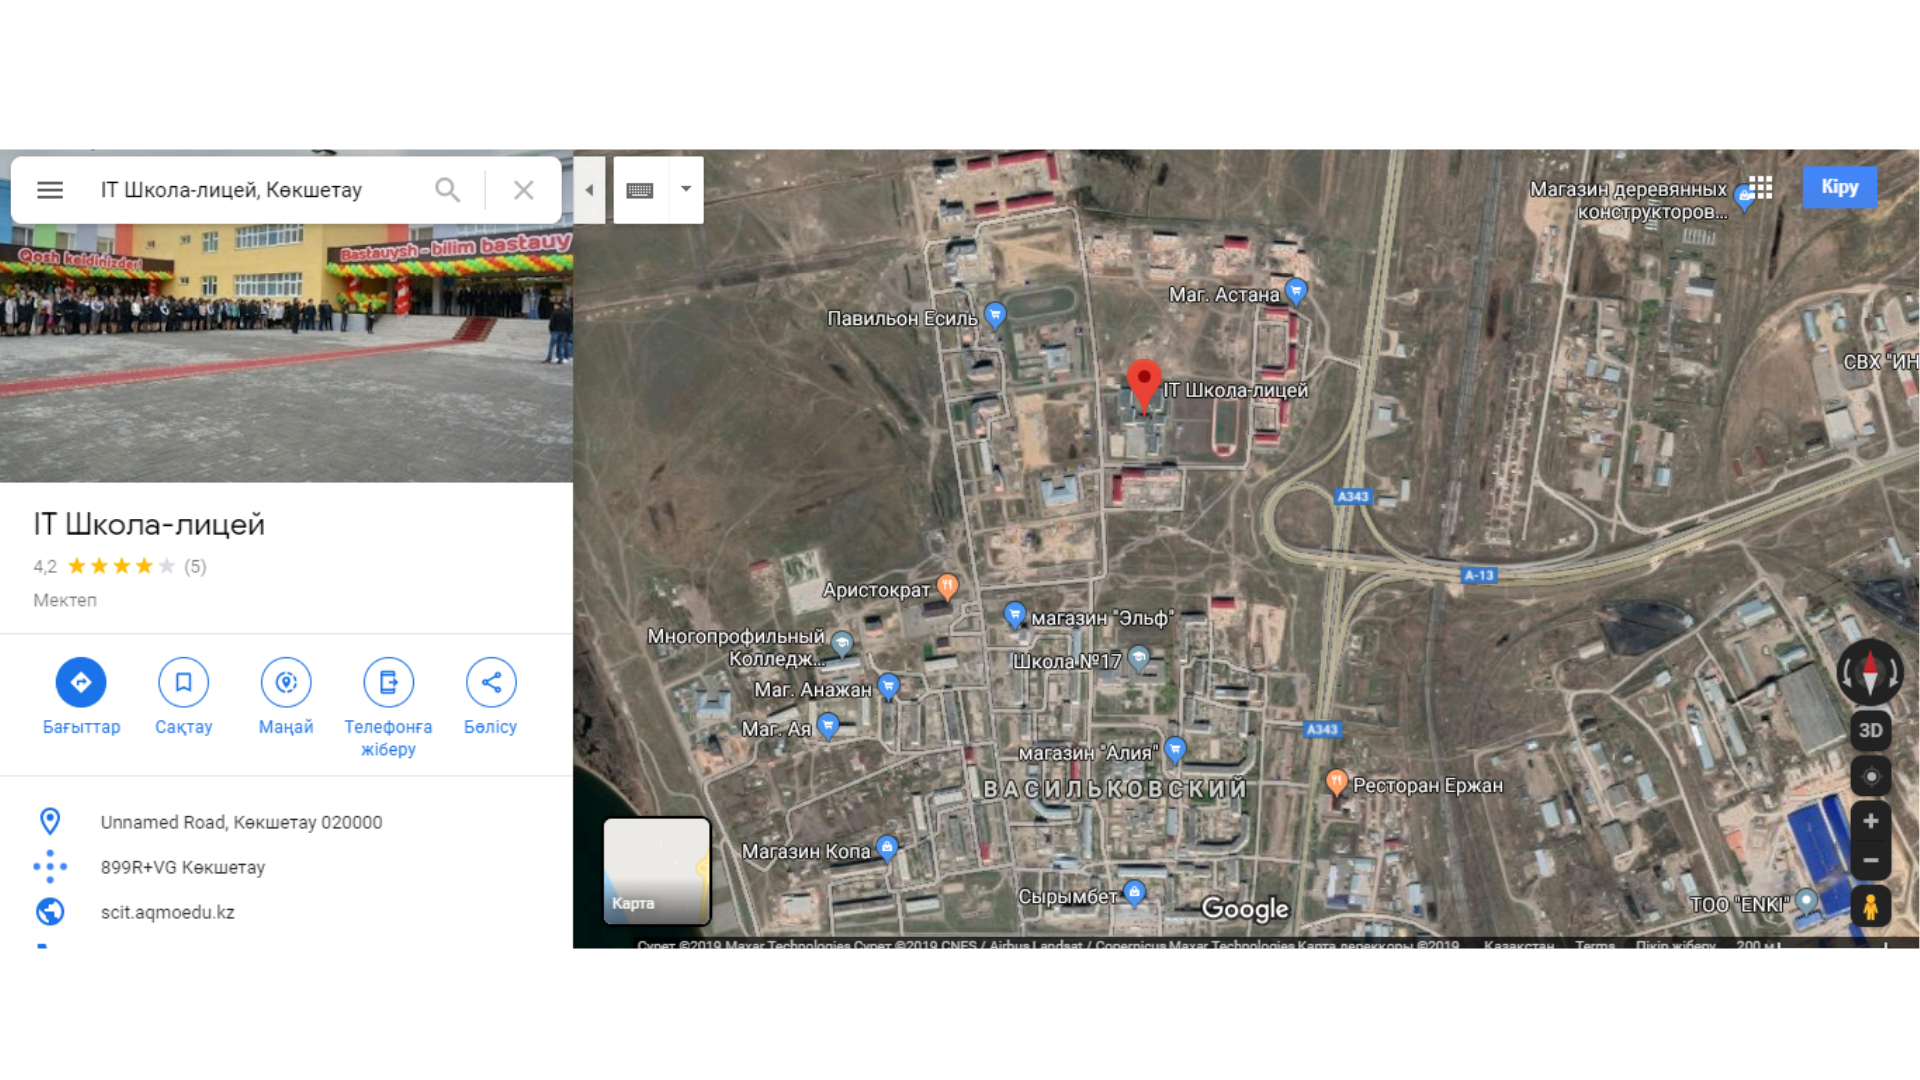 IT Школа-лицей, Көкшетау
Qosh keldinizder!
Bastauysh - bilim bastauy
IT Школа-лицей
4,2 (5)
Мектеп
Бағыттар
Сақтау
Маңай
Телефонға
жіберу
Бөлісу
Unnamed Road, Көкшетау 020000
899R+VG Көкшетау
scit.aqmoedu.kz
Кіру
Магазин деревянных
конструкторов...
Маг. Астана
Павильон Есиль
СВХ "ИН
IT Школа-лицей
A343
A-13
Аристократ
магазин "Эльф"
Многопрофильный
Колледж...
Школа №17
Маг. Анажан
Маг. Ая
A343
3D
магазин "Алия"
ВАСИЛЬКОВСКИЙ
Ресторан Ержан
Магазин Копа
Карта
Сырымбет
Google
ТОО "ENKI"
Сурет ©2019 Maxar Technologies Сурет ©2019 CNES / Airbus Landsat / Copernicus Maxar Technologies Карта дерекқоры ©2019 Казахстан Terms Пікір жіберу 200 м